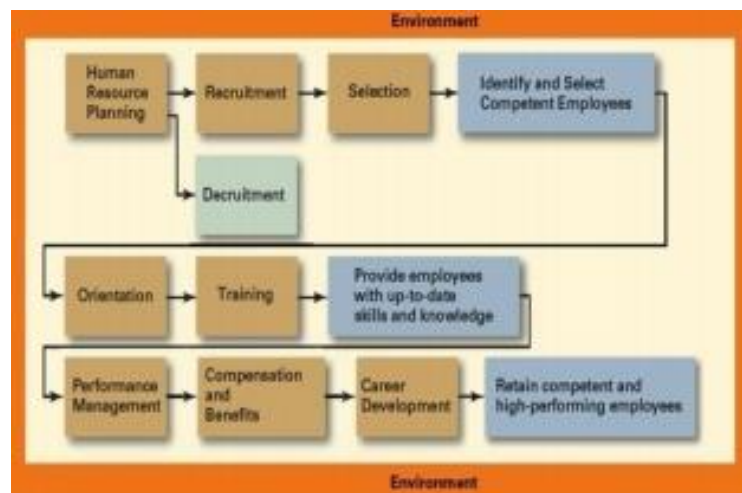 Environment
Human
Resource
Planning
Recruitment
Selection
Identify and Select
Competent Employees
Decruitment
Orientation
Training
Provide employees
with up-to-date
skills and knowledge
Performance
Management
Compensation
and
Benefits
Career
Development
Retain competent and
high-performing employees
Environment